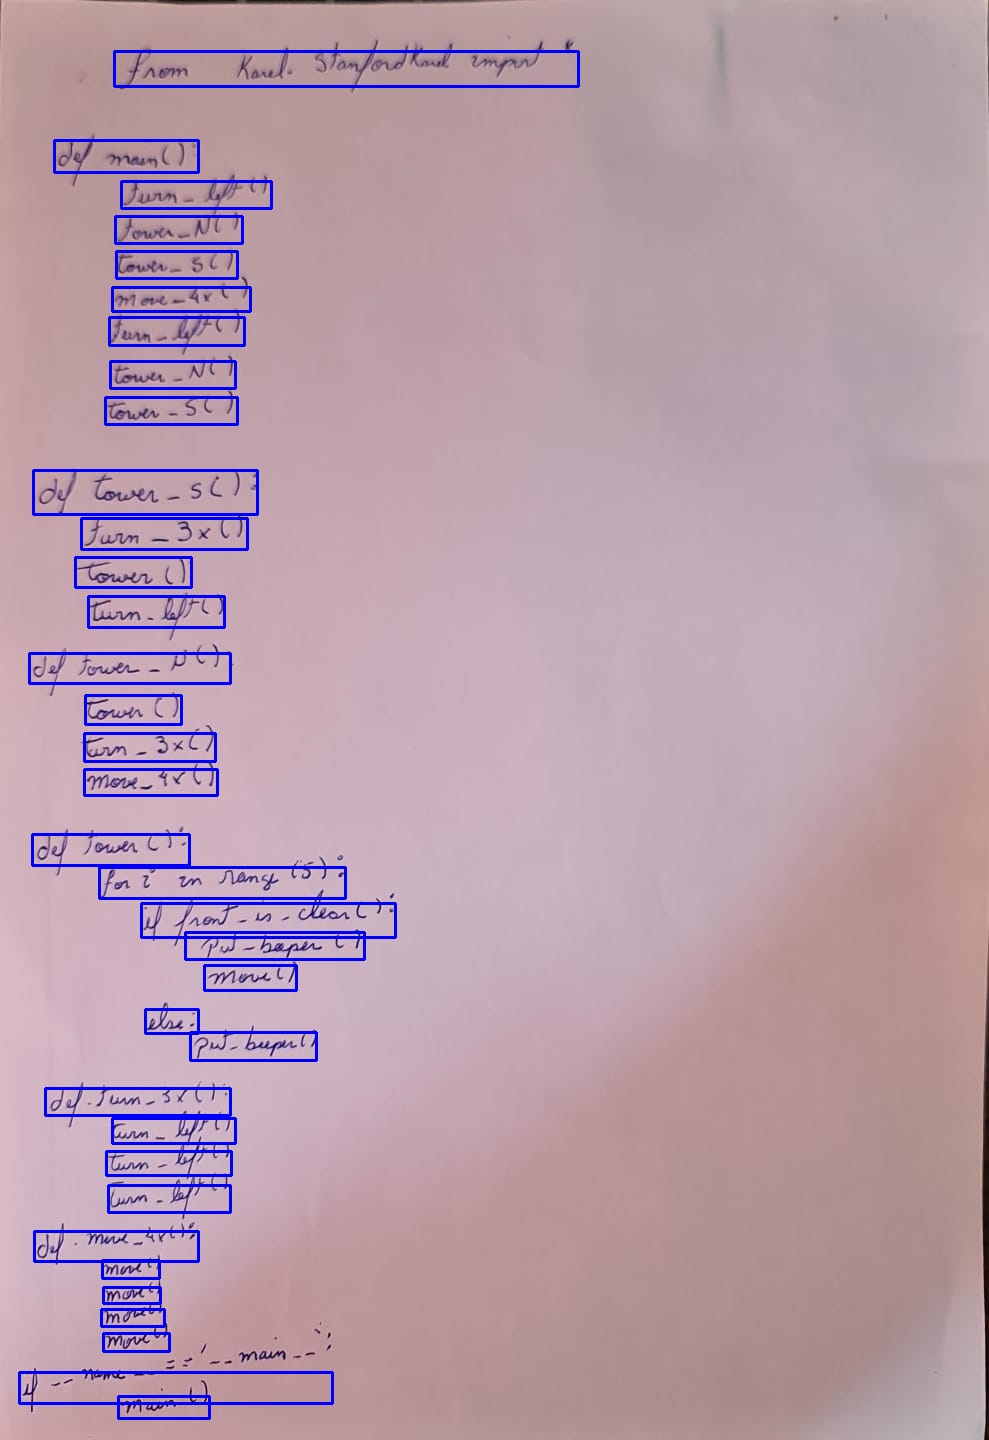 from Karel. StanfordKarel import *
def main():
turn_left()
tower_N()
tower_S()
move_4x()
turn_left()
tower_N()
tower_S()
def tower_S():
turn_3x()
tower()
turn_left()
def tower_N():
tower()
turn_3x()
move_4x()
def tower():
for i in range(5):
if front_is_clear():
put_beeper()
move()
else:
put_beeper()
def turn_3x():
turn_left()
turn_left()
turn_left()
def move_4x():
move()
move()
move()
move()
if __name__ == '__main__':
main()